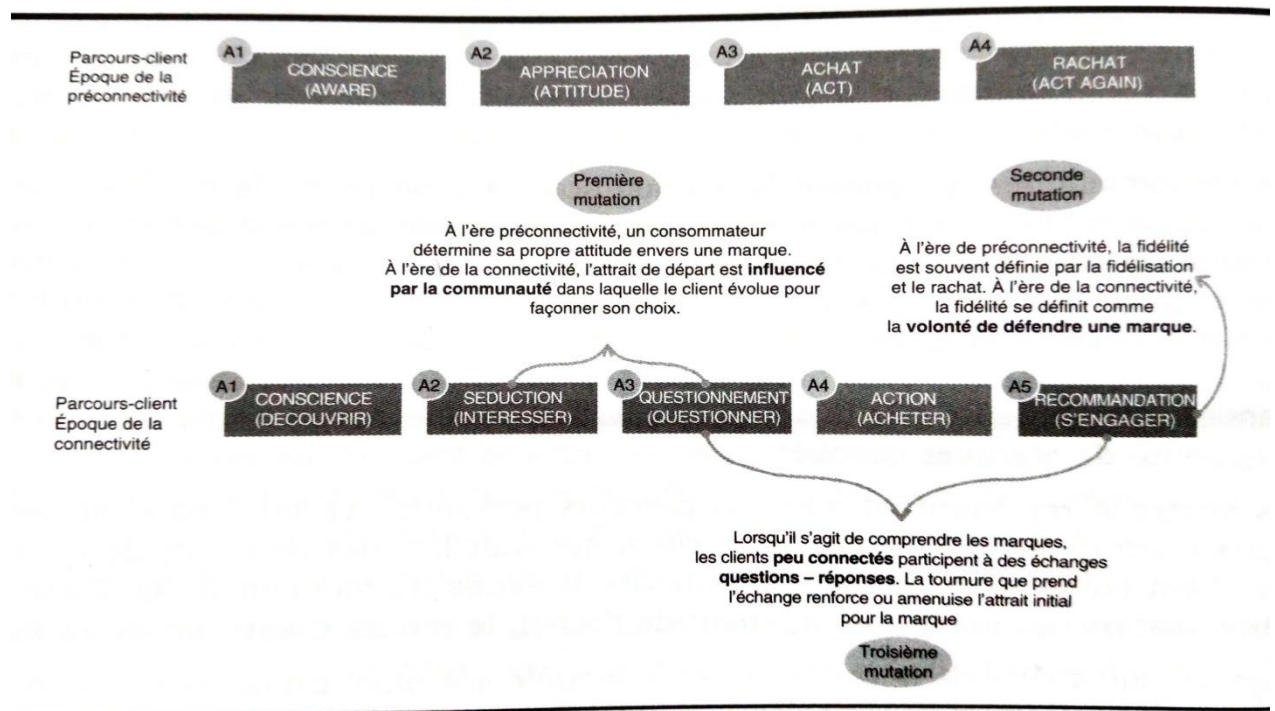 Parcours-client
Époque de la
préconnectivité
A1
CONSCIENCE
(AWARE)
A2
APPRECIATION
(ATTITUDE)
A3
ACHAT
(ACT)
A4
RACHAT
(ACT AGAIN)
Première
mutation
À l'ère préconnectivité, un consommateur
détermine sa propre attitude envers une marque.
À l'ère de la connectivité, l'attrait de départ est influencé
par la communauté dans laquelle le client évolue pour
façonner son choix.
Seconde
mutation
À l'ère de préconnectivité, la fidélité
est souvent définie par la fidélisation
et le rachat. À l'ère de la connectivité,
la fidélité se définit comme
la volonté de défendre une marque.
Parcours-client
Époque de la
connectivité
A1
CONSCIENCE
(DECOUVRIR)
A2
SEDUCTION
(INTERESSER)
A3
QUESTIONNEMENT
(QUESTIONNER)
A4
ACTION
(ACHETER)
A5
RECOMMANDATION
(S'ENGAGER)
Lorsqu'il s'agit de comprendre les marques,
les clients peu connectés participent à des échanges
questions – réponses. La tournure que prend
l'échange renforce ou amenuise l'attrait initial
pour la marque
Troisième
mutation